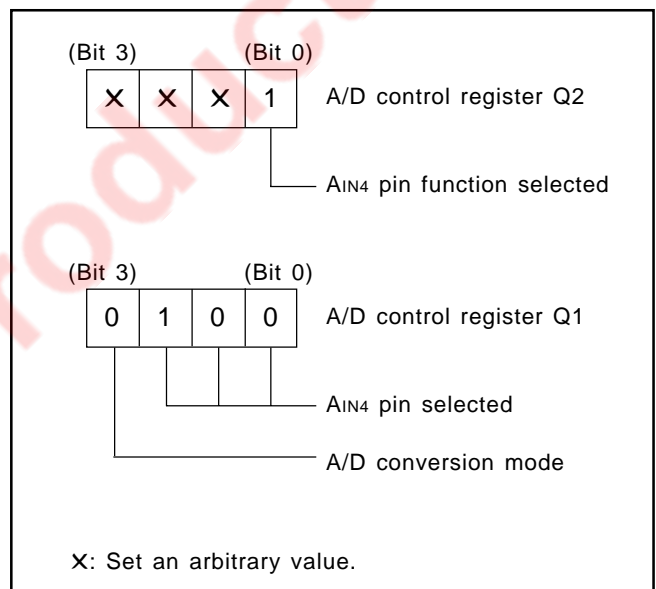 (Bit 3) (Bit 0)
X X X 1 A/D control register Q2
AIN4 pin function selected
(Bit 3) (Bit 0)
0 1 0 0 A/D control register Q1
AIN4 pin selected
A/D conversion mode
X: Set an arbitrary value.